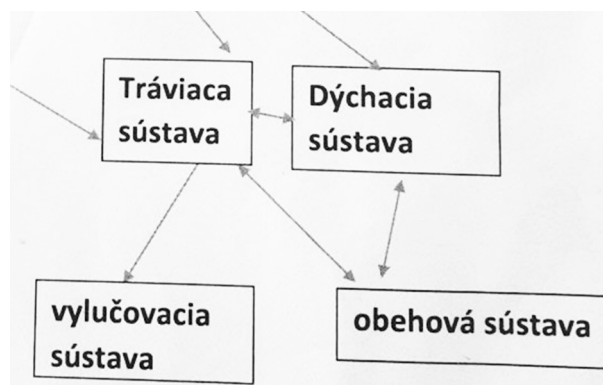 Tráviaca
sústava
Dýchacia
sústava
vylučovacia
sústava
obehová sústava